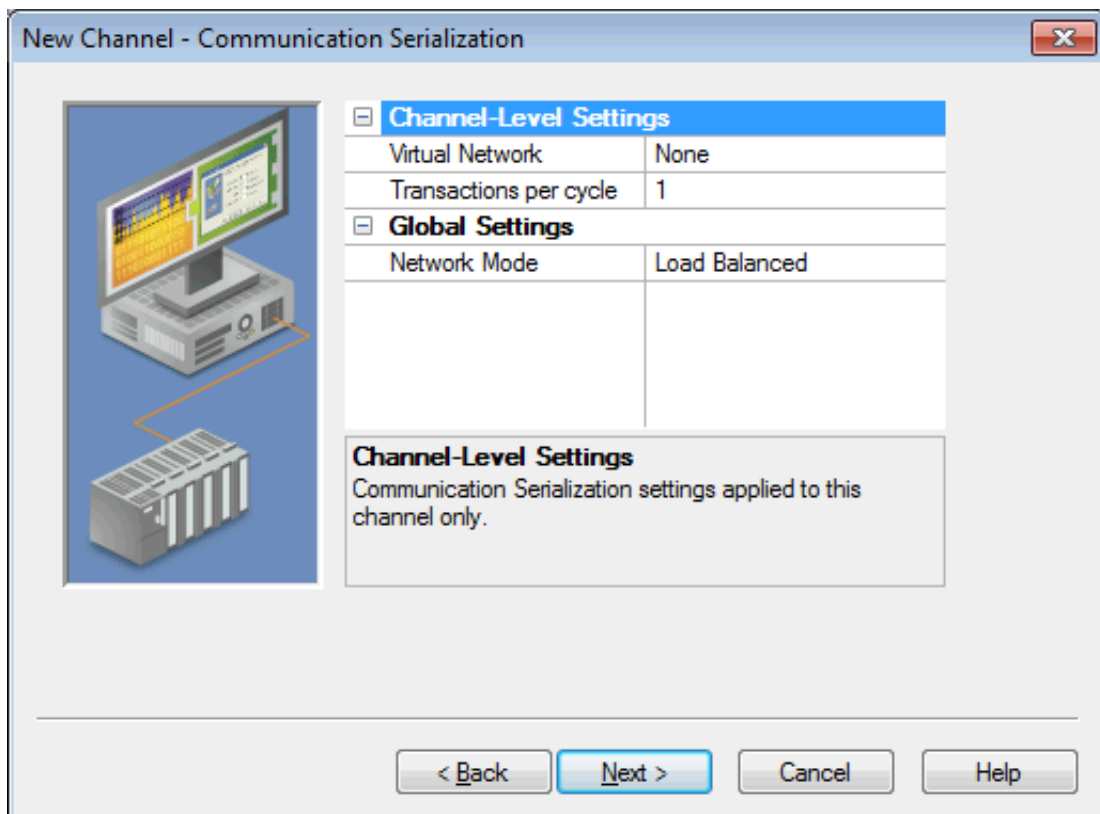 New Channel - Communication Serialization
Channel-Level Settings
Virtual Network None
Transactions per cycle 1
Global Settings
Network Mode Load Balanced
Channel-Level Settings
Communication Serialization settings applied to this
channel only.
< Back Next > Cancel Help